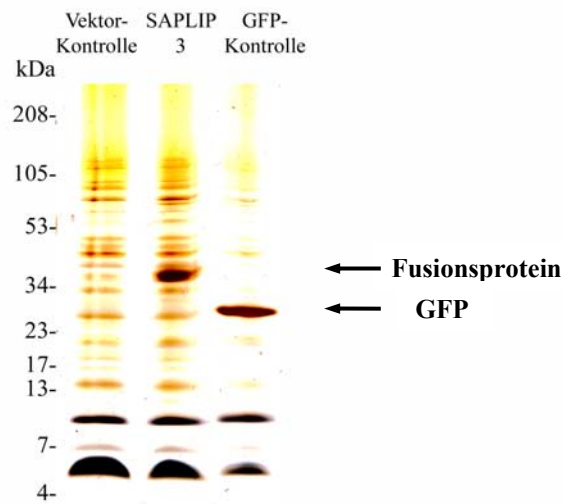 Vektor- SAPLIP GFP-
Kontrolle 3 Kontrolle
kDa
208-
105-
53-
34-
23-
17-
13-
7-
4-
Fusionsprotein
GFP